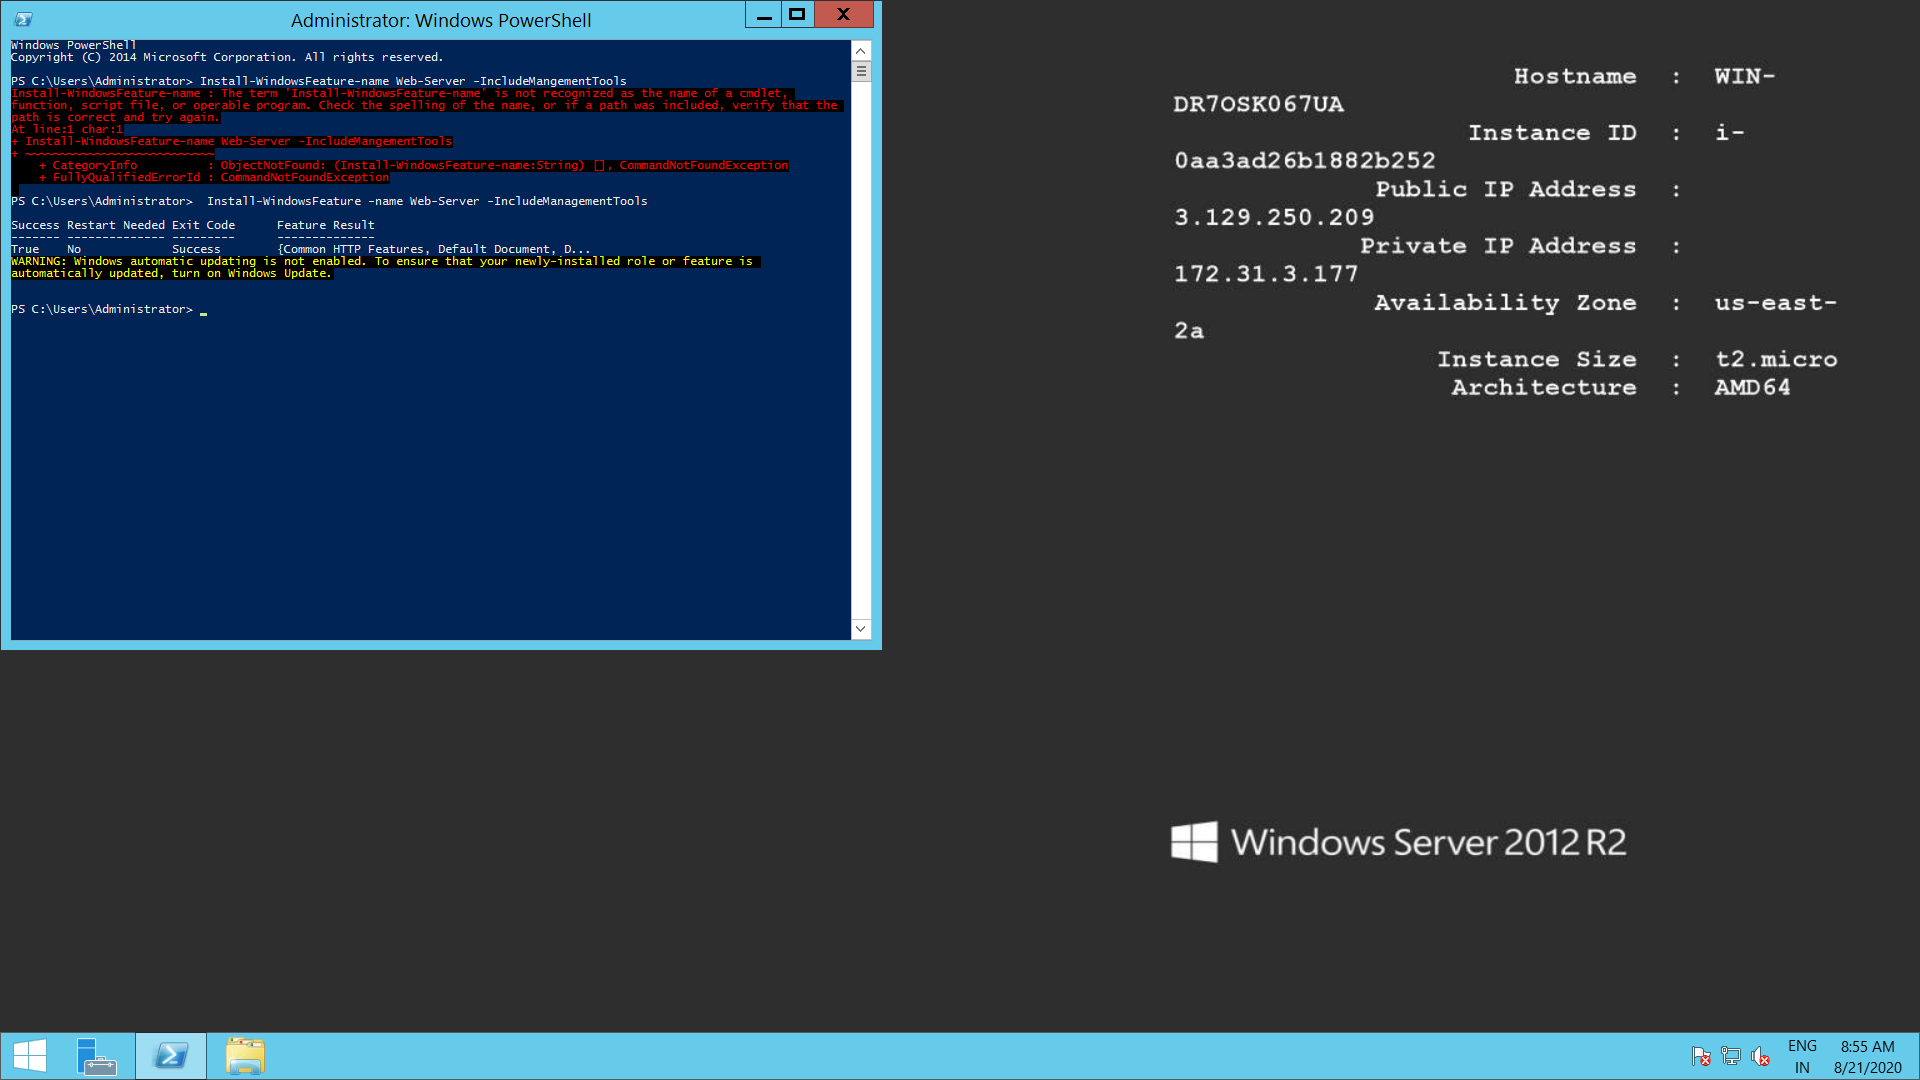 Administrator: Windows PowerShell
Windows PowerShell
Copyright (C) 2014 Microsoft Corporation. All rights reserved.
PS C:\Users\Administrator> Install-WindowsFeature-name Web-Server -IncludeMangementTools
Install-WindowsFeature-name : The term 'Install-WindowsFeature-name' is not recognized as the name of a cmdlet,
function, script file, or operable program. Check the spelling of the name, or if a path was included, verify that the
path is correct and try again.
At line:1 char:1
+ Install-WindowsFeature-name Web-Server -IncludeMangementTools
+ ~~~~~~~~~~~~~~~~~~~~~~~~~~~
+ CategoryInfo : ObjectNotFound: (Install-WindowsFeature-name:String) [], CommandNotFoundException
+ FullyQualifiedErrorId : CommandNotFoundException
PS C:\Users\Administrator>  Install-WindowsFeature -name Web-Server -IncludeManagementTools
Success Restart Needed Exit Code Feature Result
------- -------------- --------- --------------
True No Success {Common HTTP Features, Default Document, D...
WARNING: Windows automatic updating is not enabled. To ensure that your newly-installed role or feature is
automatically updated, turn on Windows Update.
PS C:\Users\Administrator> _
Hostname : WIN-
DR7OSK067UA
Instance ID : i-
0aa3ad26b1882b252
Public IP Address :
3.129.250.209
Private IP Address :
172.31.3.177
Availability Zone : us-east-
2a
Instance Size : t2.micro
Architecture : AMD64
Windows Server 2012 R2
ENG
IN
8:55 AM
8/21/2020